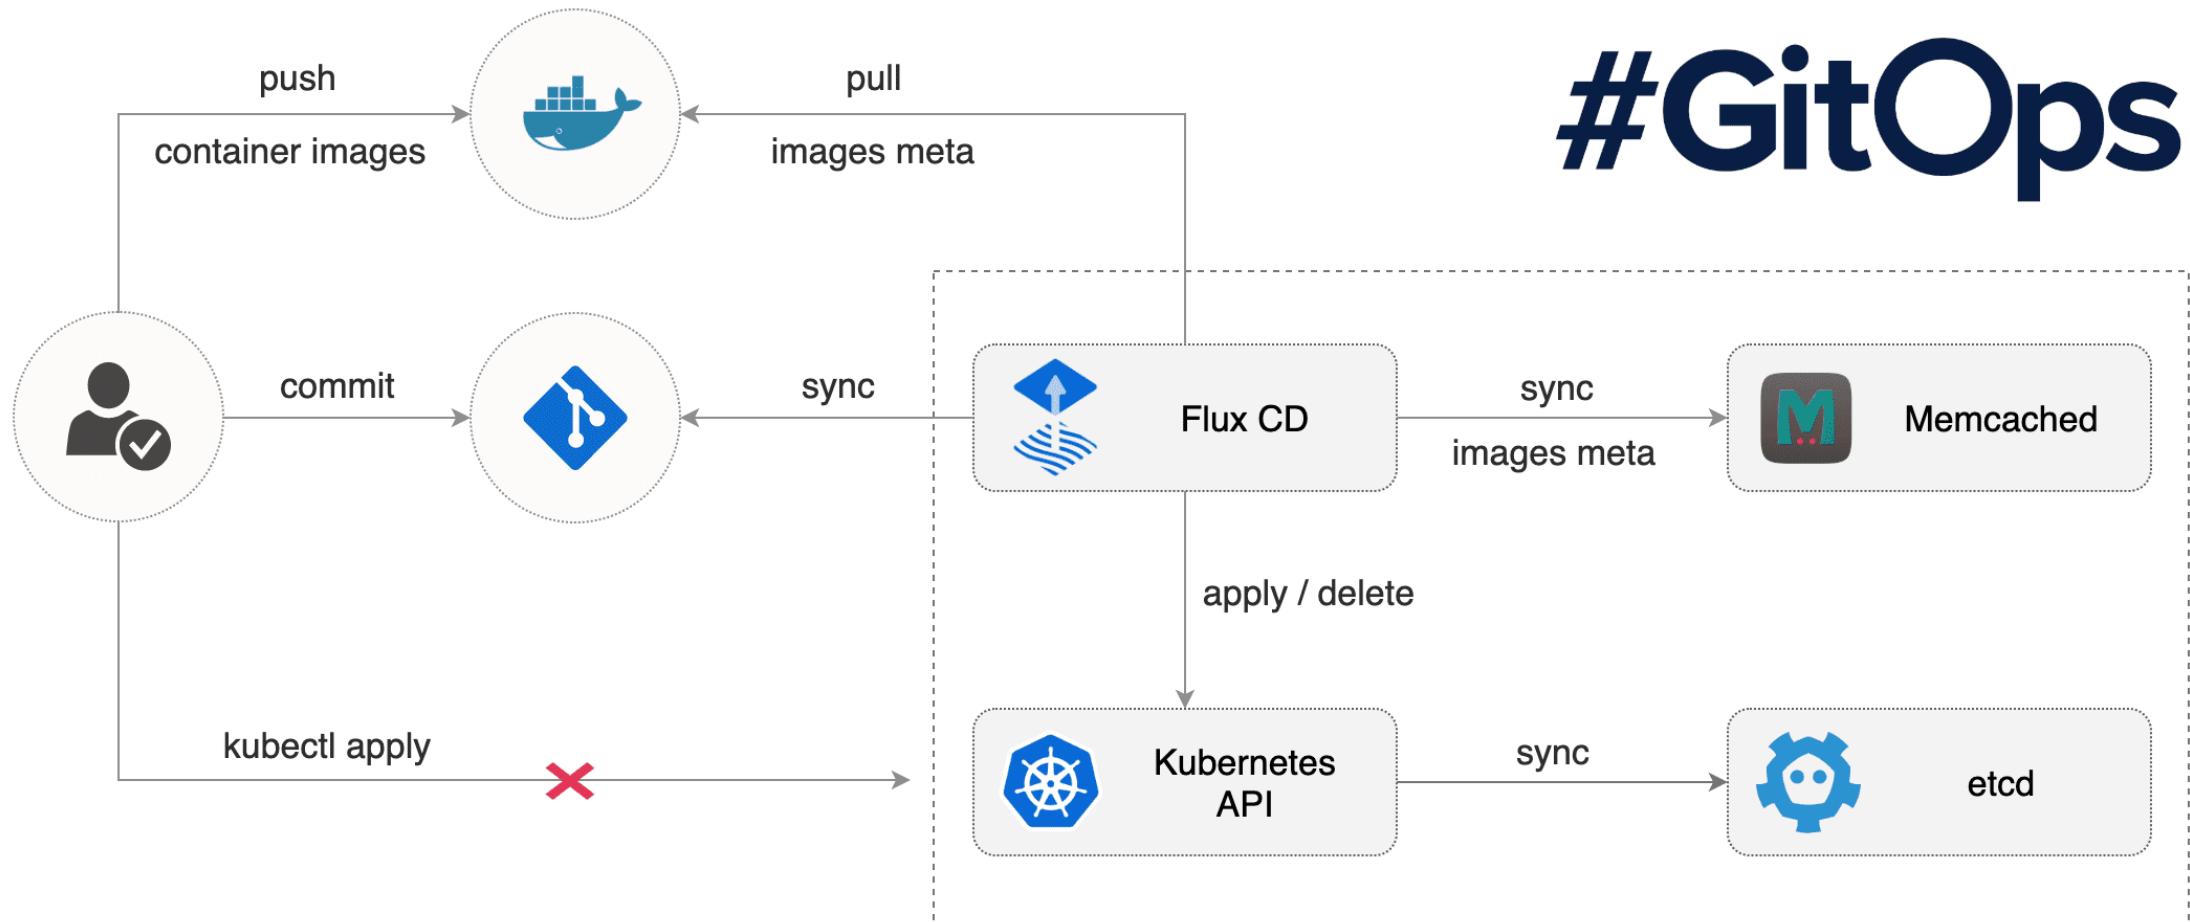 #GitOps
push
container images
pull
images meta
commit
sync
Flux CD
sync
images meta
Memcached
apply / delete
kubectl apply
Kubernetes
API
sync
etcd